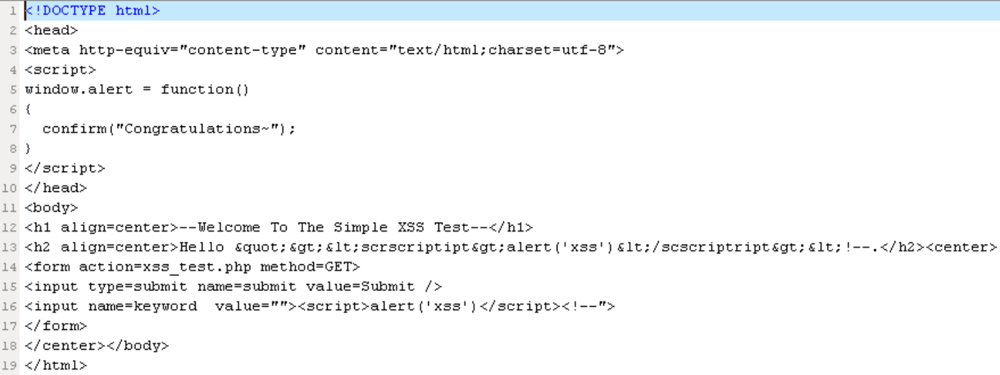 1 <!DOCTYPE html>
2 <head>
3 <meta http-equiv="content-type" content="text/html;charset=utf-8">
4 <script>
5 window.alert = function()
6 {
7   confirm("Congratulations~");
8 }
9 </script>
10 </head>
11 <body>
12 <h1 align=center>--Welcome To The Simple XSS Test--</h1>
13 <h2 align=center>Hello &quot;&gt;&lt;scrscriptipt&gt;alert('xss')&lt;/scscriptript&gt;&lt;!--.</h2><center>
14 <form action=xss_test.php method=GET>
15 <input type=submit name=submit value=Submit />
16 <input name=keyword  value=""><script>alert('xss')</script><!--">
17 </form>
18 </center></body>
19 </html>